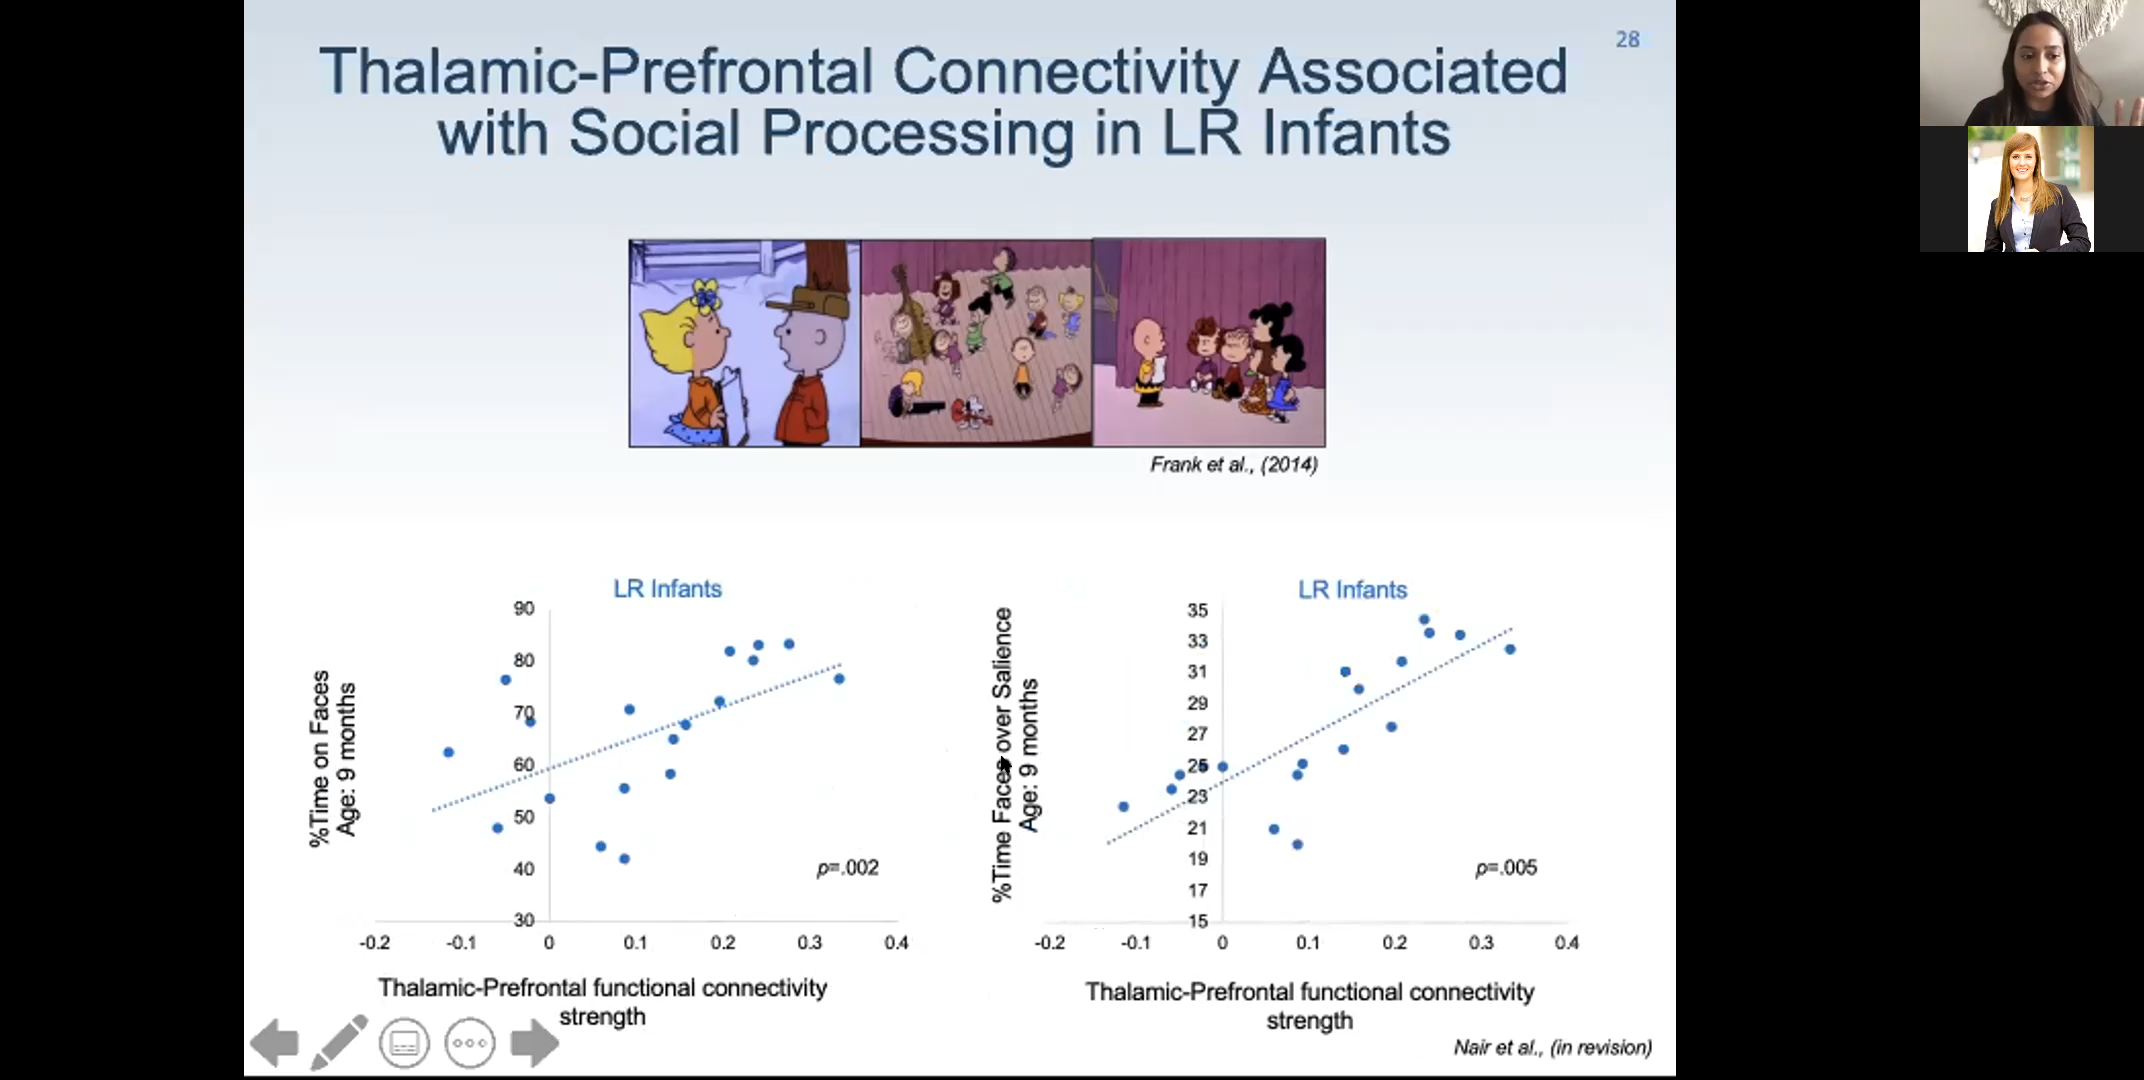 28
Thalamic-Prefrontal Connectivity Associated
with Social Processing in LR Infants
Frank et al., (2014)
LR Infants
90
80
70
60
50
40
30
-0.2 -0.1 0 0.1 0.2 0.3 0.4
%Time on Faces
Age: 9 months
p=.002
Thalamic-Prefrontal functional connectivity
strength
LR Infants
35
33
31
29
27
25
23
21
19
17
15
-0.2 -0.1 0 0.1 0.2 0.3 0.4
%Time Faces over Salience
Age: 9 months
p=.005
Thalamic-Prefrontal functional connectivity
strength
Nair et al., (in revision)